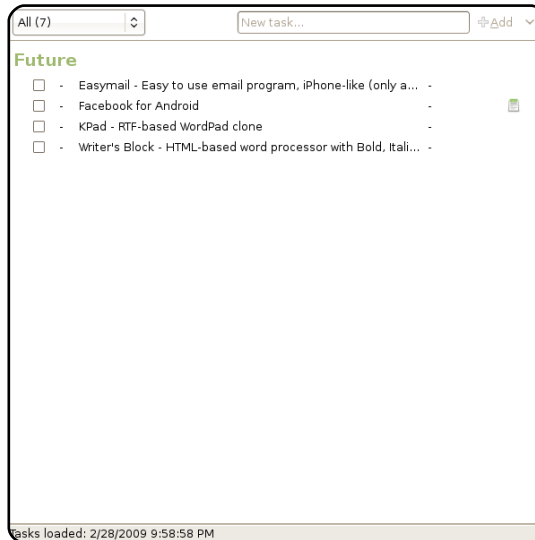 All (7)
New task...
Add
Future
- Easymail - Easy to use email program, iPhone-like (only a... -
- Facebook for Android -
- KPad - RTF-based WordPad clone -
- Writer's Block - HTML-based word processor with Bold, Itali... -
Tasks loaded: 2/28/2009 9:58:58 PM